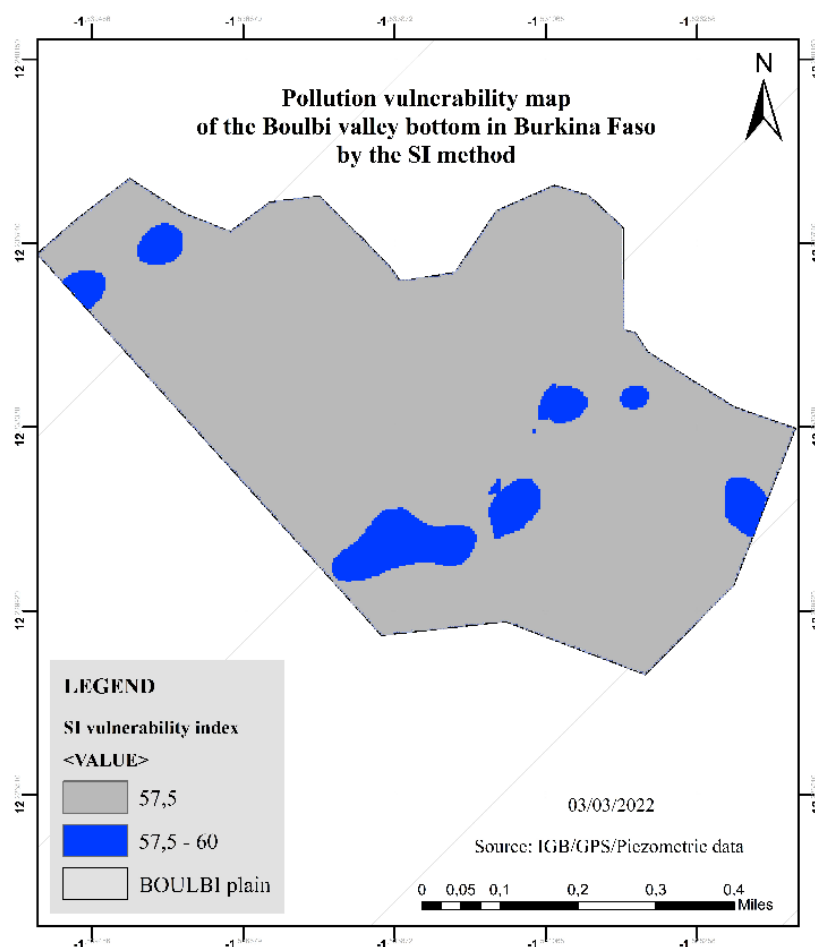 N
Pollution vulnerability map
of the Boulbi valley bottom in Burkina Faso
by the SI method
LEGEND
SI vulnerability index
<VALUE>
57,5
57,5 - 60
BOULBI plain
03/03/2022
Source: IGB/GPS/Piezometric data
0 0,05 0,1 0,2 0,3 0,4
Miles